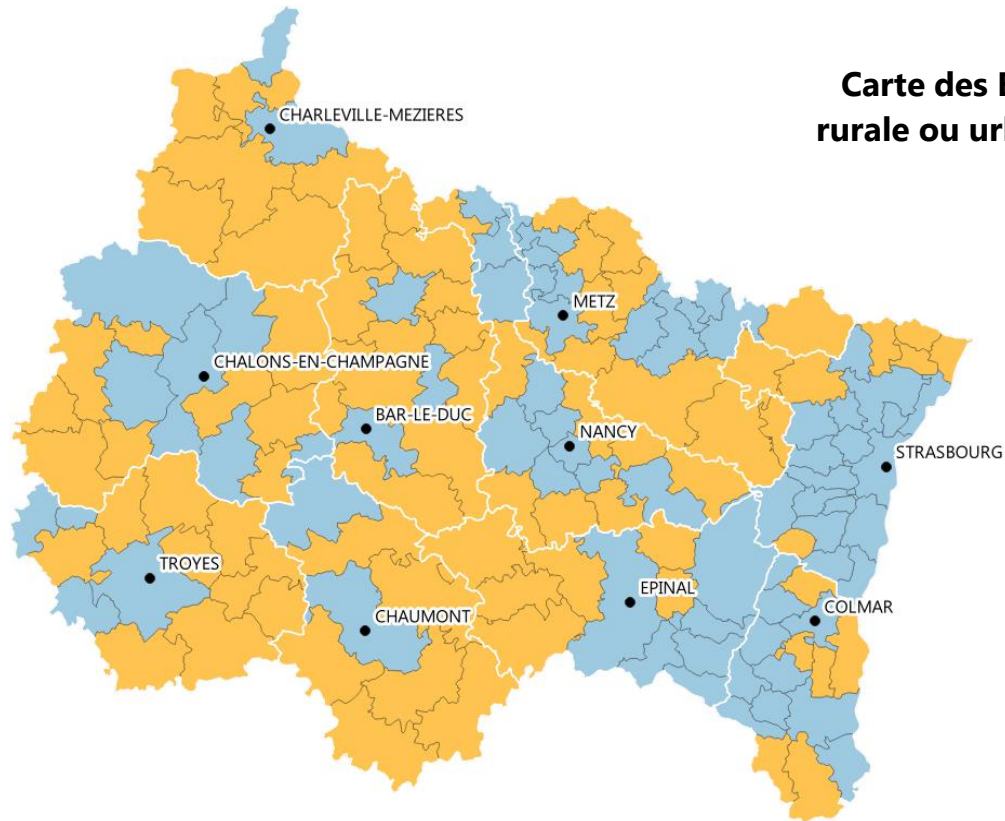 Carte des
rurale ou
CHARLEVILLE-MEZIERES
METZ
CHALONS-EN-CHAMPAGNE
BAR-LE-DUC
NANCY
STRASBOURG
TROYES
EPINAL
COLMAR
CHAUMONT